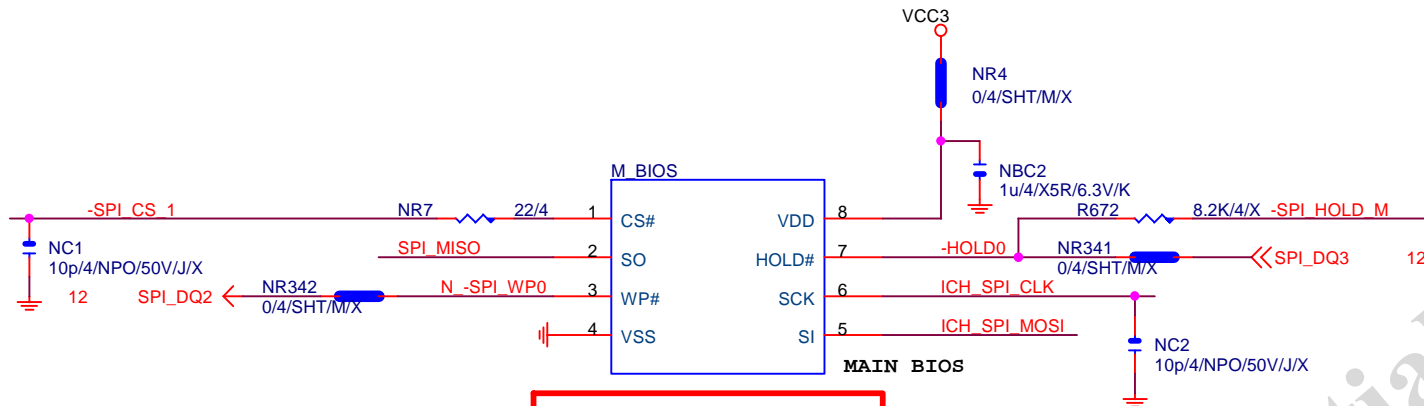 VCC3
NR4
0/4/SHT/M/X
M_BIOS
NBC2
1u/4/X5R/6.3V/K
-SPI_CS_1
NR7
22/4
1
CS#
VDD
8
R672
8.2K/4/X
-SPI_HOLD_M
NC1
10p/4/NPO/50V/J/X
SPI_MISO
2
SO
HOLD#
7
-HOLD0
NR341
0/4/SHT/M/X
SPI_DQ3
12
12
SPI_DQ2
NR342
0/4/SHT/M/X
N_-SPI_WP0
3
WP#
SCK
6
ICH_SPI_CLK
4
VSS
SI
5
ICH_SPI_MOSI
NC2
10p/4/NPO/50V/J/X
MAIN BIOS